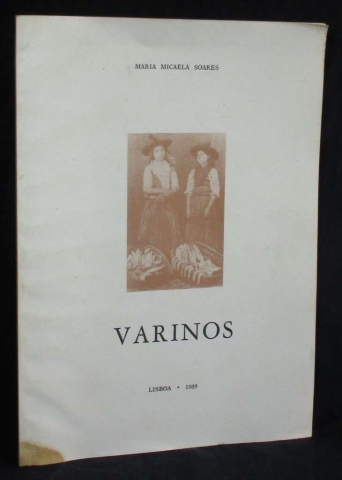 MARIA MICAELA SOARES
VARINOS
LISBOA • 1989